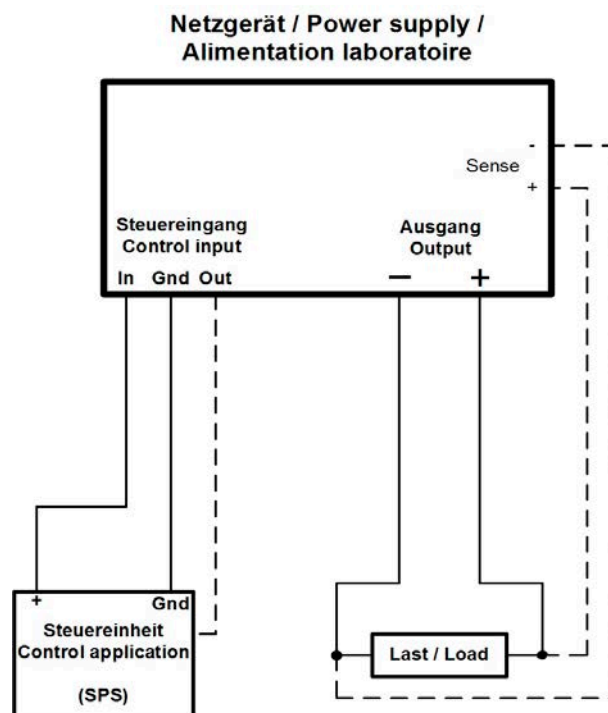 Netzgerät / Power supply /
Alimentation laboratoire
-
Sense
+
Steuereingang
Control input
In Gnd Out
Ausgang
Output
− +
+ Gnd
Steuereinheit
Control application
(SPS)
Last / Load